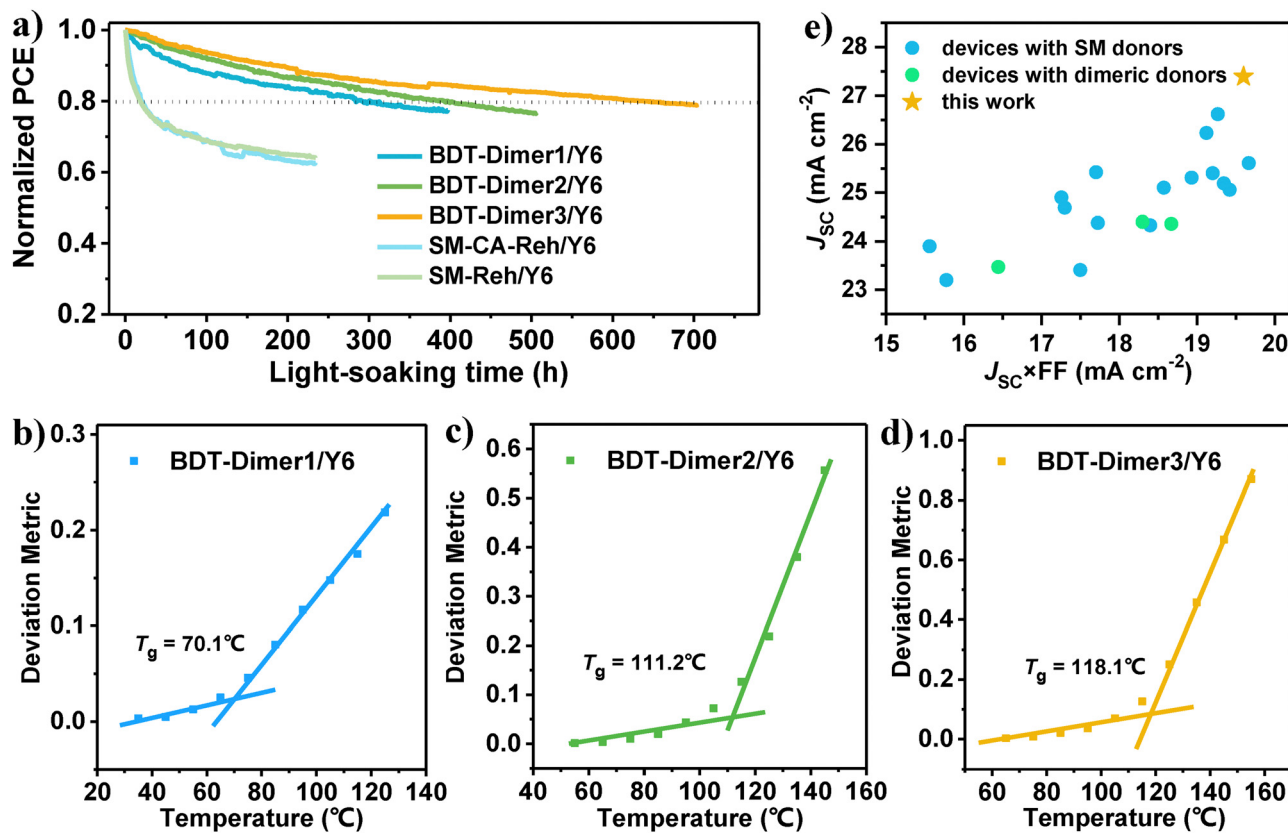 a)
1.0
0.8
0.6
0.4
0.2
Normalized PCE
BDT-Dimer1/Y6
BDT-Dimer2/Y6
BDT-Dimer3/Y6
SM-CA-Reh/Y6
SM-Reh/Y6
0 100 200 300 400 500 600 700
Light-soaking time (h)
e)
28
27
26
25
24
23
JSC (mA cm-2)
devices with SM donors
devices with dimeric donors
this work
15 16 17 18 19 20
JSC×FF (mA cm-2)
b)
0.3
0.2
0.1
0.0
Deviation Metric
BDT-Dimer1/Y6
Tg = 70.1℃
20 40 60 80 100 120 140
Temperature (℃)
c)
0.6
0.5
0.4
0.3
0.2
0.1
0.0
Deviation Metric
BDT-Dimer2/Y6
Tg = 111.2℃
40 60 80 100 120 140 160
Temperature (℃)
d)
1.0
0.8
0.6
0.4
0.2
0.0
Deviation Metric
BDT-Dimer3/Y6
Tg = 118.1℃
60 80 100 120 140 160
Temperature (℃)